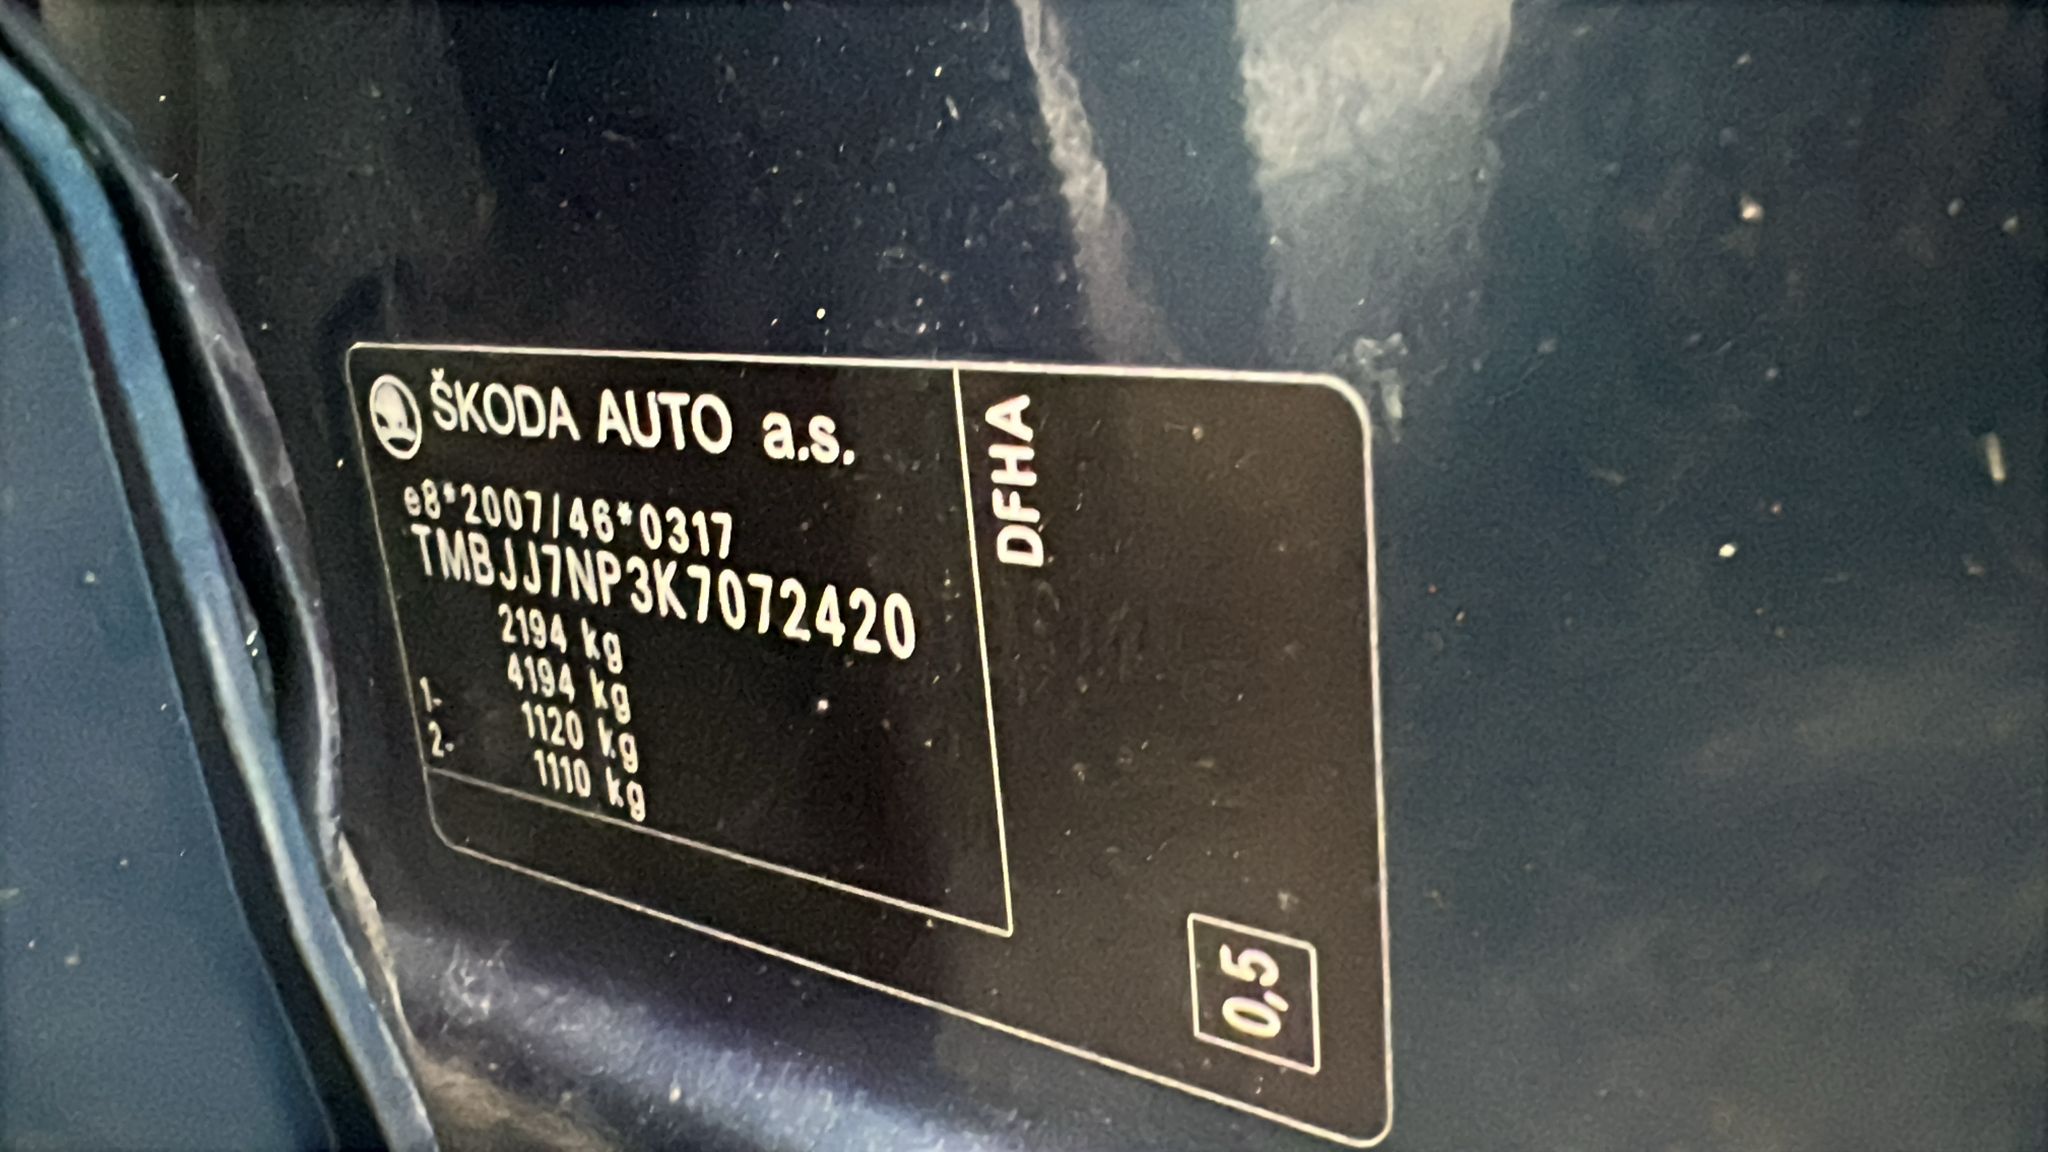 ŠKODA AUTO a.s.
e8*2007/46*0317
TMBJJ7NP3K7072420
2194 kg
4194 kg
1- 1120 kg
2- 1110 kg
DFHA
0,5